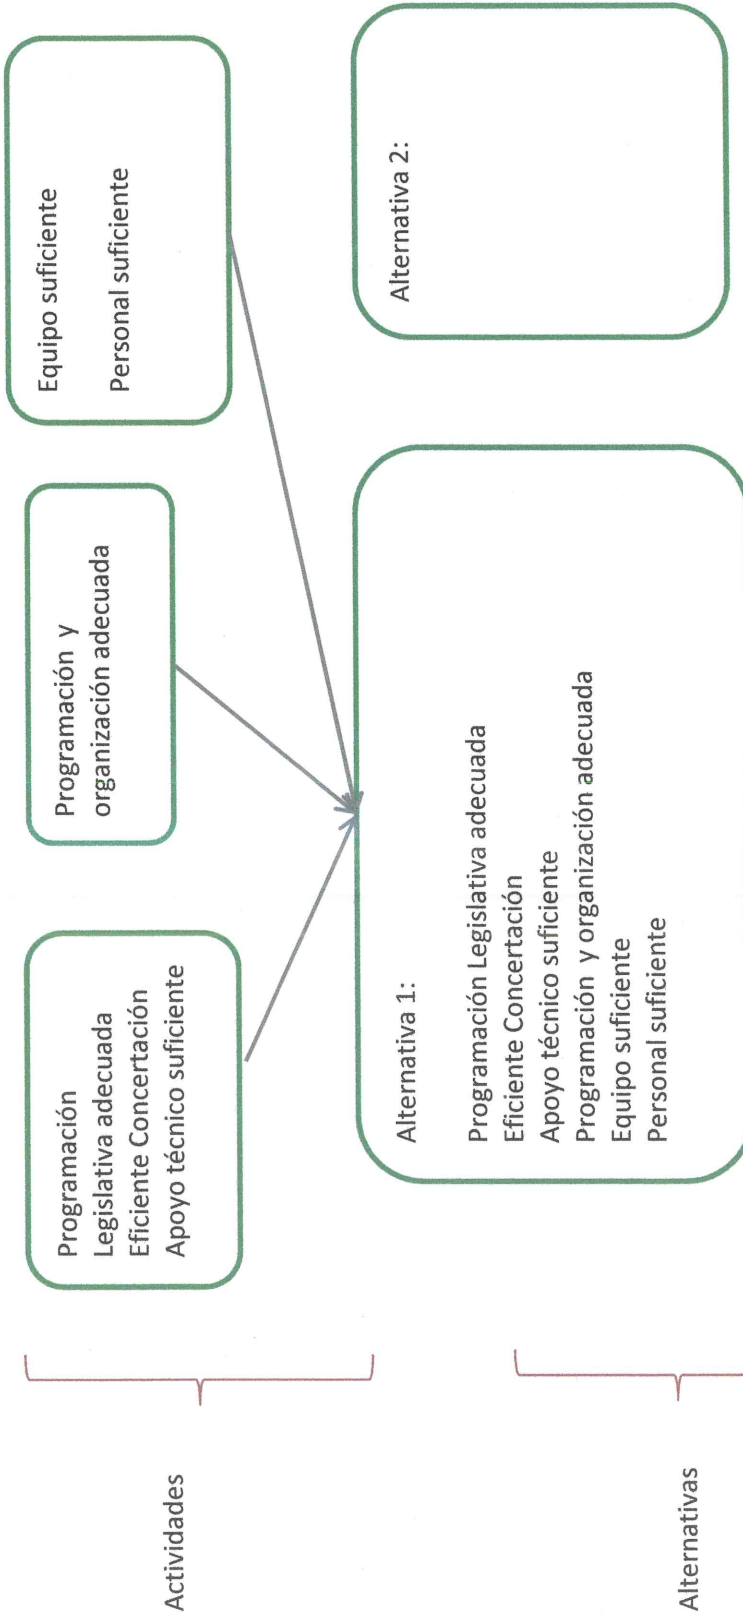 Actividades
Programación
Legislativa adecuada
Eficiente Concertación
Apoyo técnico suficiente
Programación y
organización adecuada
Equipo suficiente
Personal suficiente
Alternativas
Alternativa 1:
Programación Legislativa adecuada
Eficiente Concertación
Apoyo técnico suficiente
Programación y organización adecuada
Equipo suficiente
Personal suficiente
Alternativa 2: